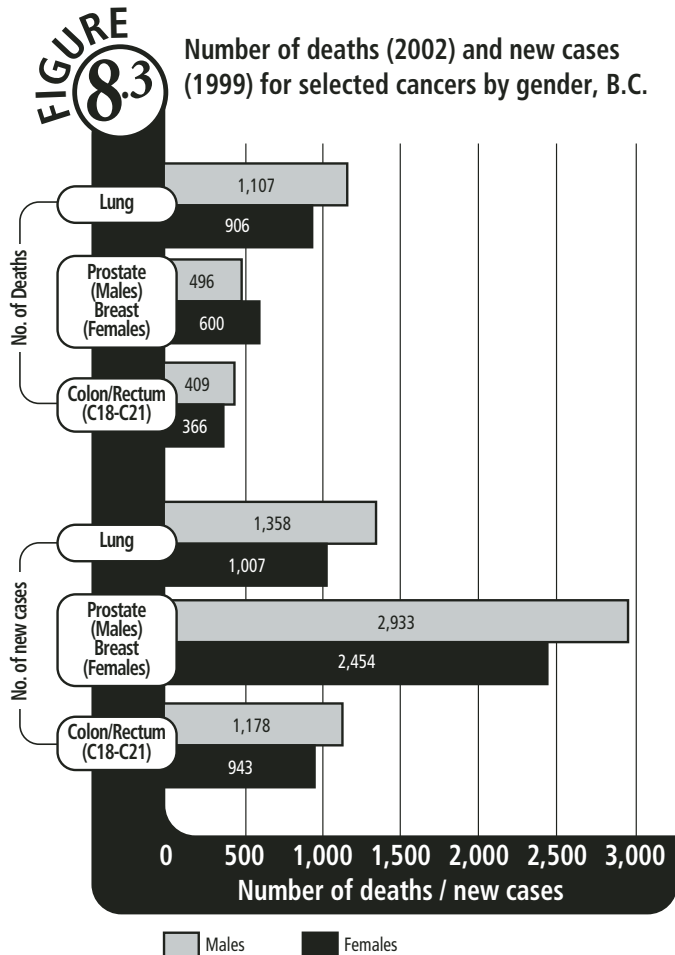 FIGURE
8.3
Number of deaths (2002) and new cases
(1999) for selected cancers by gender, B.C.
No. of Deaths
Lung
1,107
906
Prostate
(Males)
Breast
(Females)
496
600
Colon/Rectum
(C18-C21)
409
366
No. of new cases
Lung
1,358
1,007
Prostate
(Males)
Breast
(Females)
2,933
2,454
Colon/Rectum
(C18-C21)
1,178
943
0 500 1,000 1,500 2,000 2,500 3,000
Number of deaths / new cases
Males Females